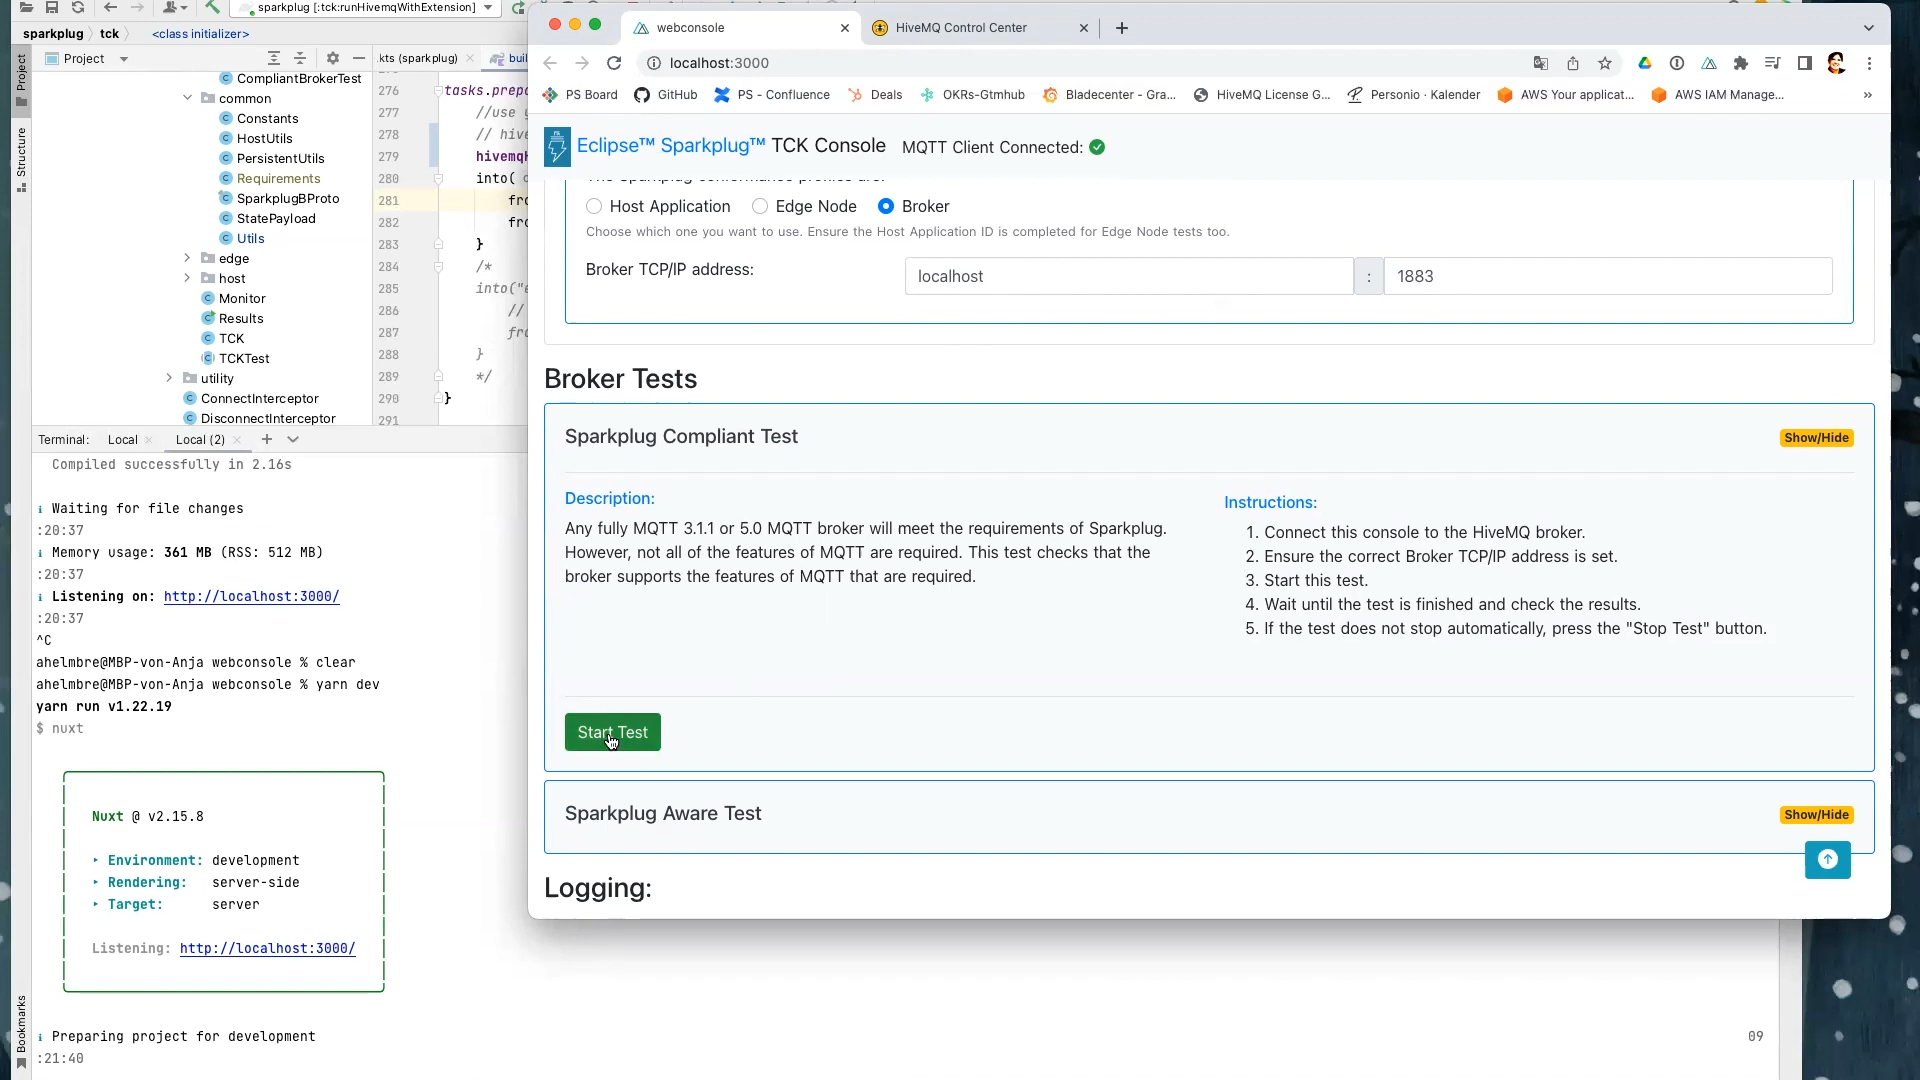 sparkplug [:tck:runHivemqWithExtension]
sparkplug tck <class initializer>
Project
Project
Structure
Bookmarks
CompliantBrokerTest
common
Constants
HostUtils
PersistentUtils
Requirements
SparkplugBProto
StatePayload
Utils
edge
host
Monitor
Results
TCK
TCKTest
utility
ConnectInterceptor
DisconnectInterceptor
.kts (sparkplug)
276 tasks.prepa
277 //use
278 // hive
279
280 into(
281
282
283 }
284 /*
285 into("e
286 //
287
288 }
289 */
290 }
291
Terminal: Local Local (2) +
Compiled successfully in 2.16s
i Waiting for file changes
:20:37
i Memory usage: 361 MB (RSS: 512 MB)
:20:37
i Listening on: http://localhost:3000/
:20:37
^C
ahelmbre@MBP-von-Anja webconsole % clear
ahelmbre@MBP-von-Anja webconsole % yarn dev
yarn run v1.22.19
$ nuxt
Nuxt @ v2.15.8
▸ Environment: development
▸ Rendering: server-side
▸ Target: server
Listening: http://localhost:3000/
i Preparing project for development
:21:40
09
webconsole
HiveMQ Control Center
localhost:3000
PS Board GitHub PS - Confluence Deals OKRs-Gtmhub Bladecenter - Gra... HiveMQ License G... Personio · Kalender AWS Your applicat... AWS IAM Manage... »
Eclipse™ Sparkplug™ TCK Console MQTT Client Connected:
Host Application Edge Node Broker
Choose which one you want to use. Ensure the Host Application ID is completed for Edge Node tests too.
Broker TCP/IP address: localhost : 1883
Broker Tests
Sparkplug Compliant Test
Show/Hide
Description:
Any fully MQTT 3.1.1 or 5.0 MQTT broker will meet the requirements of Sparkplug.
However, not all of the features of MQTT are required. This test checks that the
broker supports the features of MQTT that are required.
Instructions:
1. Connect this console to the HiveMQ broker.
2. Ensure the correct Broker TCP/IP address is set.
3. Start this test.
4. Wait until the test is finished and check the results.
5. If the test does not stop automatically, press the "Stop Test" button.
Start Test
Sparkplug Aware Test
Show/Hide
Logging: